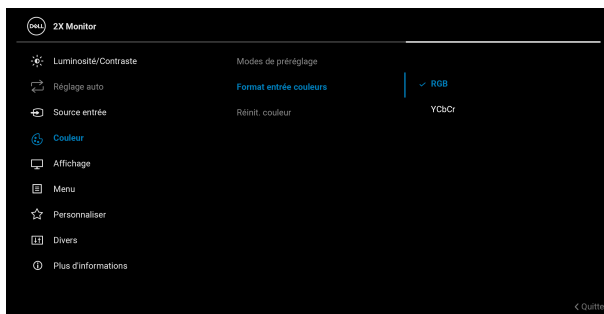 DELL 2X Monitor
Luminosité/Contraste Modes de préréglage
Réglage auto Format entrée couleurs ✓ RGB
Source entrée Réinit. couleur YCbCr
Couleur
Affichage
Menu
Personnaliser
Divers
Plus d'informations
< Quitte